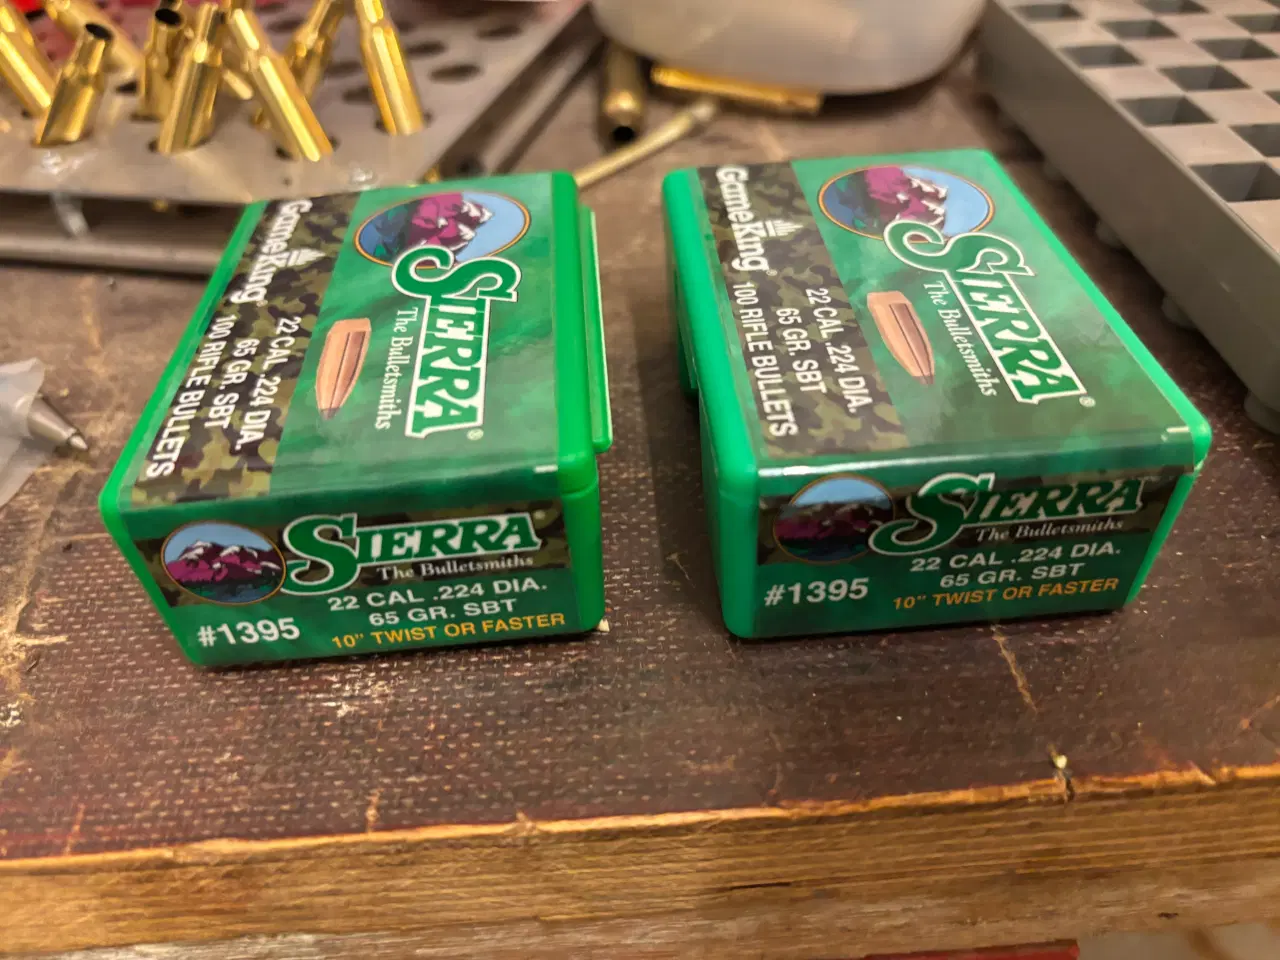 GameKing®
100 RIFLE BULLETS
22 CAL .224 DIA.
65 GR. SBT
SIERRA®
The Bulletsmiths
SIERRA
The Bulletsmiths
22 CAL .224 DIA.
65 GR. SBT
#1395
10" TWIST OR FASTER
GameKing®
100 RIFLE BULLETS
22 CAL .224 DIA.
65 GR. SBT
SIERRA®
The Bulletsmiths
SIERRA
The Bulletsmiths
22 CAL .224 DIA.
65 GR. SBT
#1395
10" TWIST OR FASTER